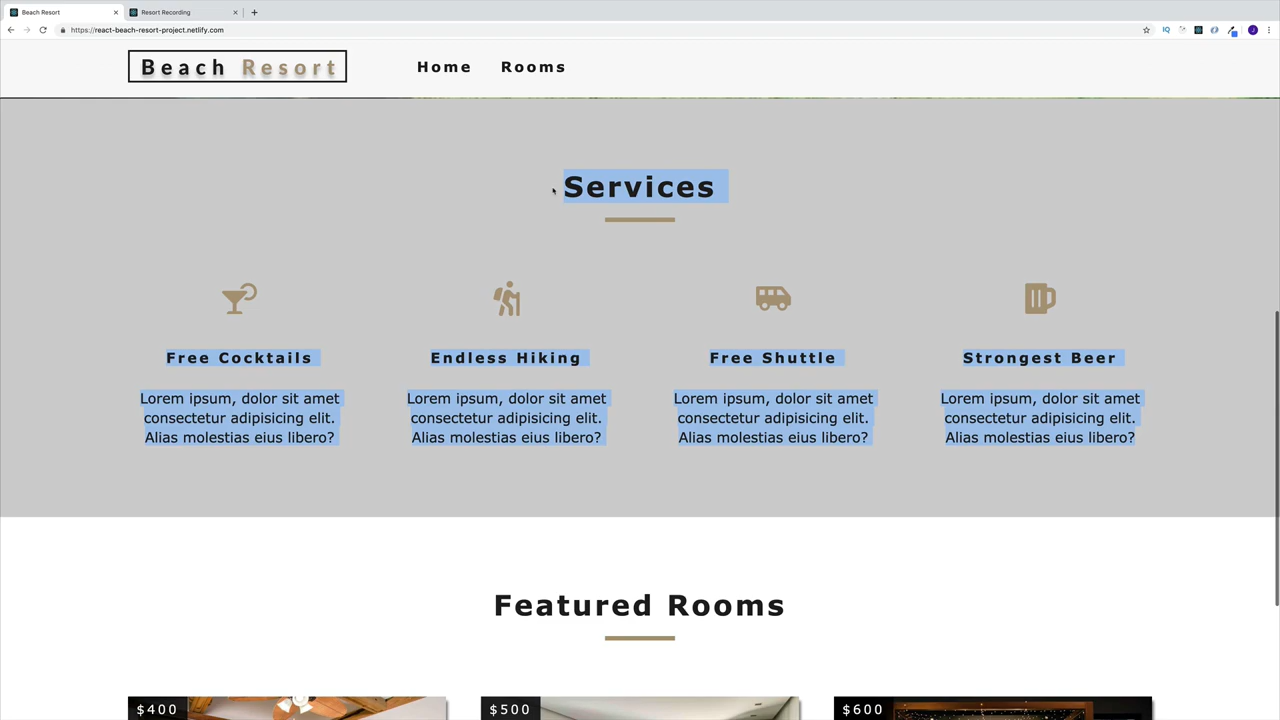 Beach Resort
Resort Recording
https://react-beach-resort-project.netlify.com
IQ
J
Beach Resort
Home
Rooms
Services
Free Cocktails
Endless Hiking
Free Shuttle
Strongest Beer
Lorem ipsum, dolor sit amet
consectetur adipisicing elit.
Alias molestias eius libero?
Lorem ipsum, dolor sit amet
consectetur adipisicing elit.
Alias molestias eius libero?
Lorem ipsum, dolor sit amet
consectetur adipisicing elit.
Alias molestias eius libero?
Lorem ipsum, dolor sit amet
consectetur adipisicing elit.
Alias molestias eius libero?
Featured Rooms
$400
$500
$600